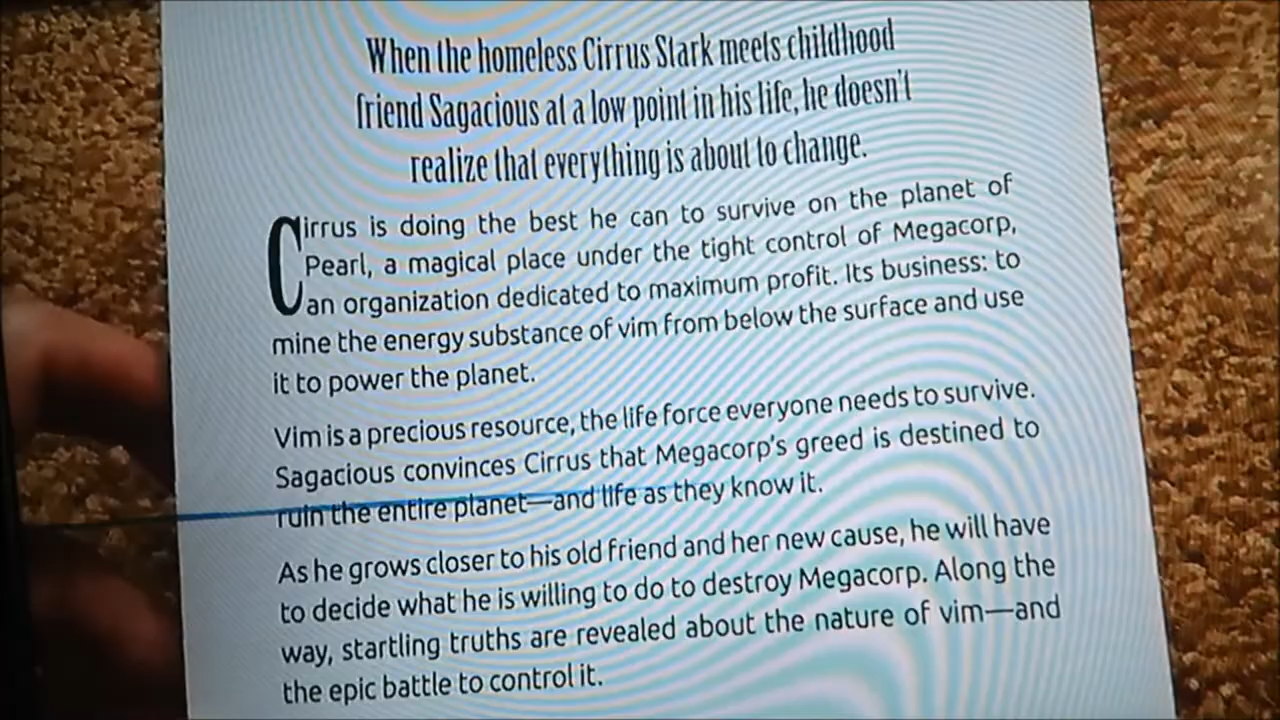 When the homeless Cirrus Stark meets childhood
friend Sagacious at a low point in his life, he doesn't
realize that everything is about to change.
Cirrus is doing the best he can to survive on the planet of
Pearl, a magical place under the tight control of Megacorp,
an organization dedicated to maximum profit. Its business: to
mine the energy substance of vim from below the surface and use
it to power the planet.
Vim is a precious resource, the life force everyone needs to survive.
Sagacious convinces Cirrus that Megacorp's greed is destined to
ruin the entire planet—and life as they know it.
As he grows closer to his old friend and her new cause, he will have
to decide what he is willing to do to destroy Megacorp. Along the
way, startling truths are revealed about the nature of vim—and
the epic battle to control it.